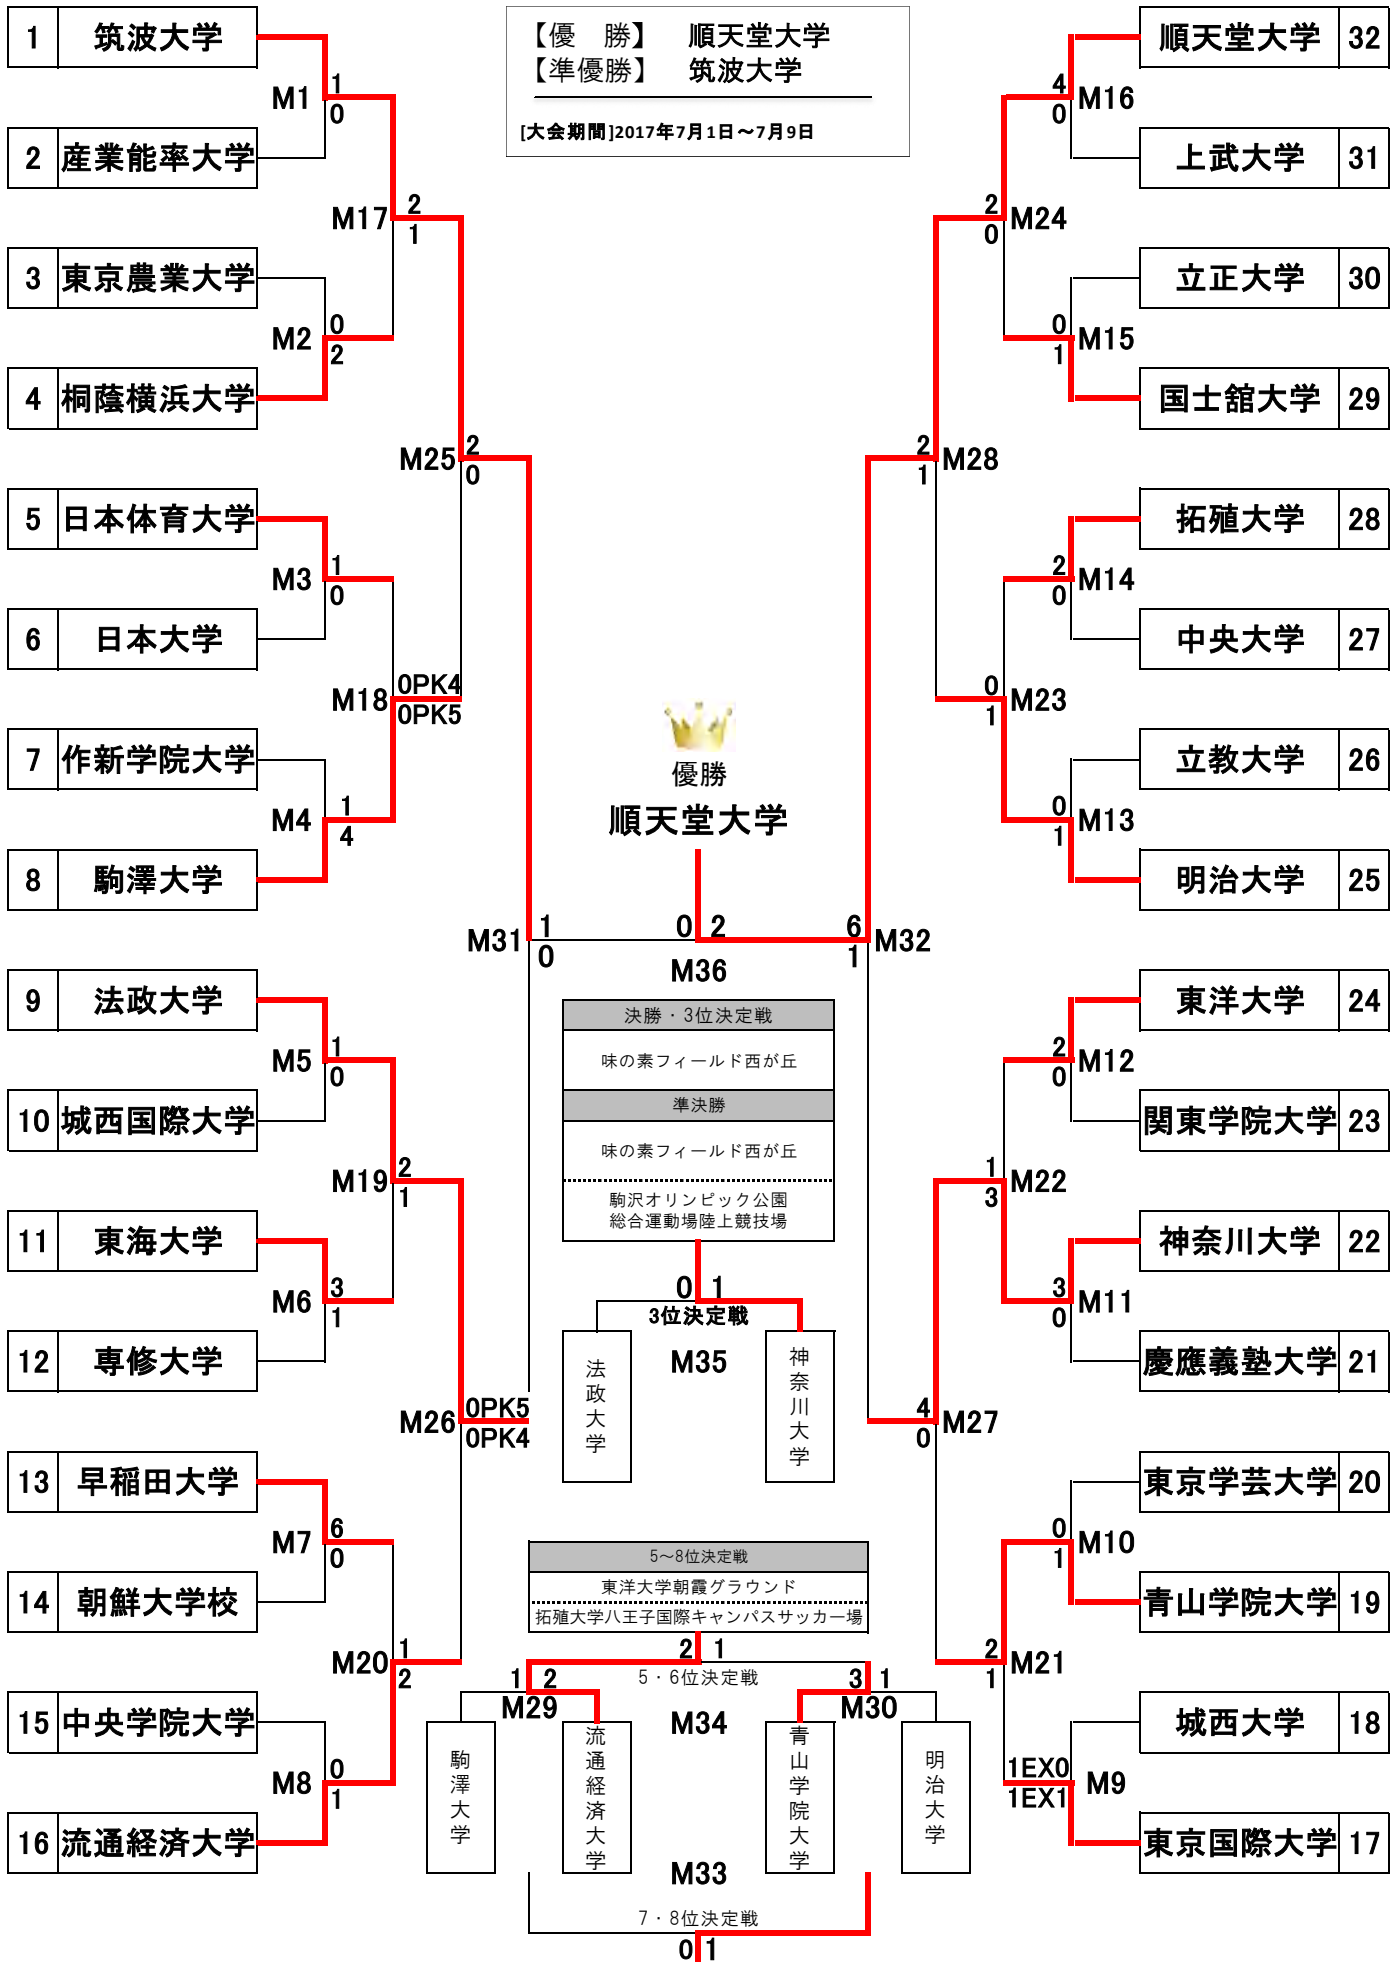 【優　勝】　順天堂大学
【準優勝】　筑波大学
[大会期間]2017年7月1日～7月9日
1 筑波大学
M1
1
0
2 産業能率大学
M17
2
1
3 東京農業大学
M2
0
2
4 桐蔭横浜大学
M25
2
0
5 日本体育大学
M3
1
0
6 日本大学
M18
0PK4
0PK5
7 作新学院大学
M4
1
4
8 駒澤大学
M31
1
0
9 法政大学
M5
1
0
10 城西国際大学
M19
2
1
11 東海大学
M6
3
1
12 専修大学
M26
0PK5
0PK4
13 早稲田大学
M7
6
0
14 朝鮮大学校
M20
1
2
15 中央学院大学
M8
0
1
16 流通経済大学
順天堂大学 32
4
0
M16
上武大学 31
2
0
M24
立正大学 30
0
1
M15
国士舘大学 29
2
1
M28
拓殖大学 28
2
0
M14
中央大学 27
0
1
M23
立教大学 26
0
1
M13
明治大学 25
6
1
M32
東洋大学 24
2
0
M12
関東学院大学 23
1
3
M22
神奈川大学 22
3
0
M11
慶應義塾大学 21
4
0
M27
東京学芸大学 20
0
1
M10
青山学院大学 19
2
1
M21
城西大学 18
1EX0
1EX1
M9
東京国際大学 17
優勝
順天堂大学
0 2
M36
決勝・3位決定戦
味の素フィールド西が丘
準決勝
味の素フィールド西が丘
駒沢オリンピック公園
総合運動場陸上競技場
0 1
3位決定戦
M35
法政大学
神奈川大学
5～8位決定戦
東洋大学朝霞グラウンド
拓殖大学八王子国際キャンパスサッカー場
2 1
5・6位決定戦
M34
1 2
M29
3 1
M30
駒澤大学
流通経済大学
青山学院大学
明治大学
M33
7・8位決定戦
0 1